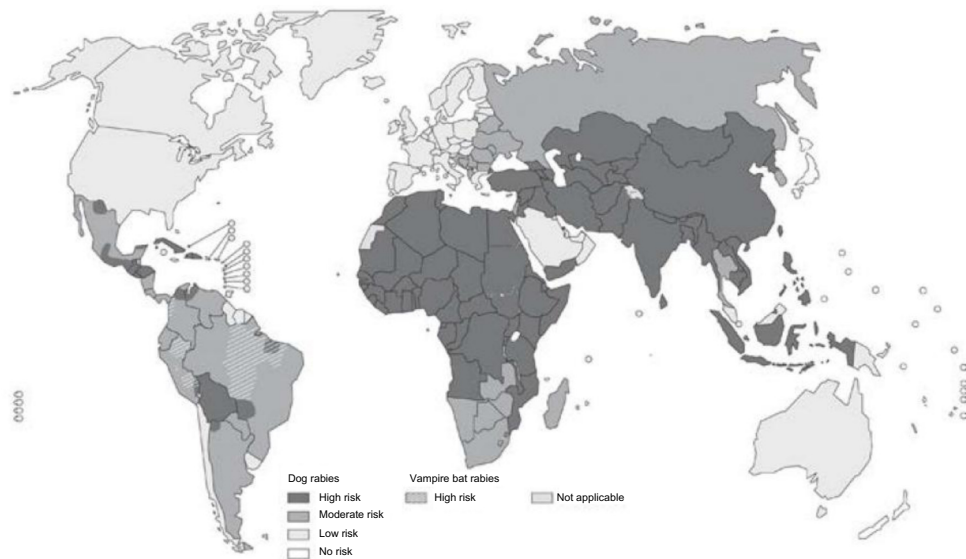 Dog rabies
High risk
Moderate risk
Low risk
No risk
Vampire bat rabies
High risk
Not applicable